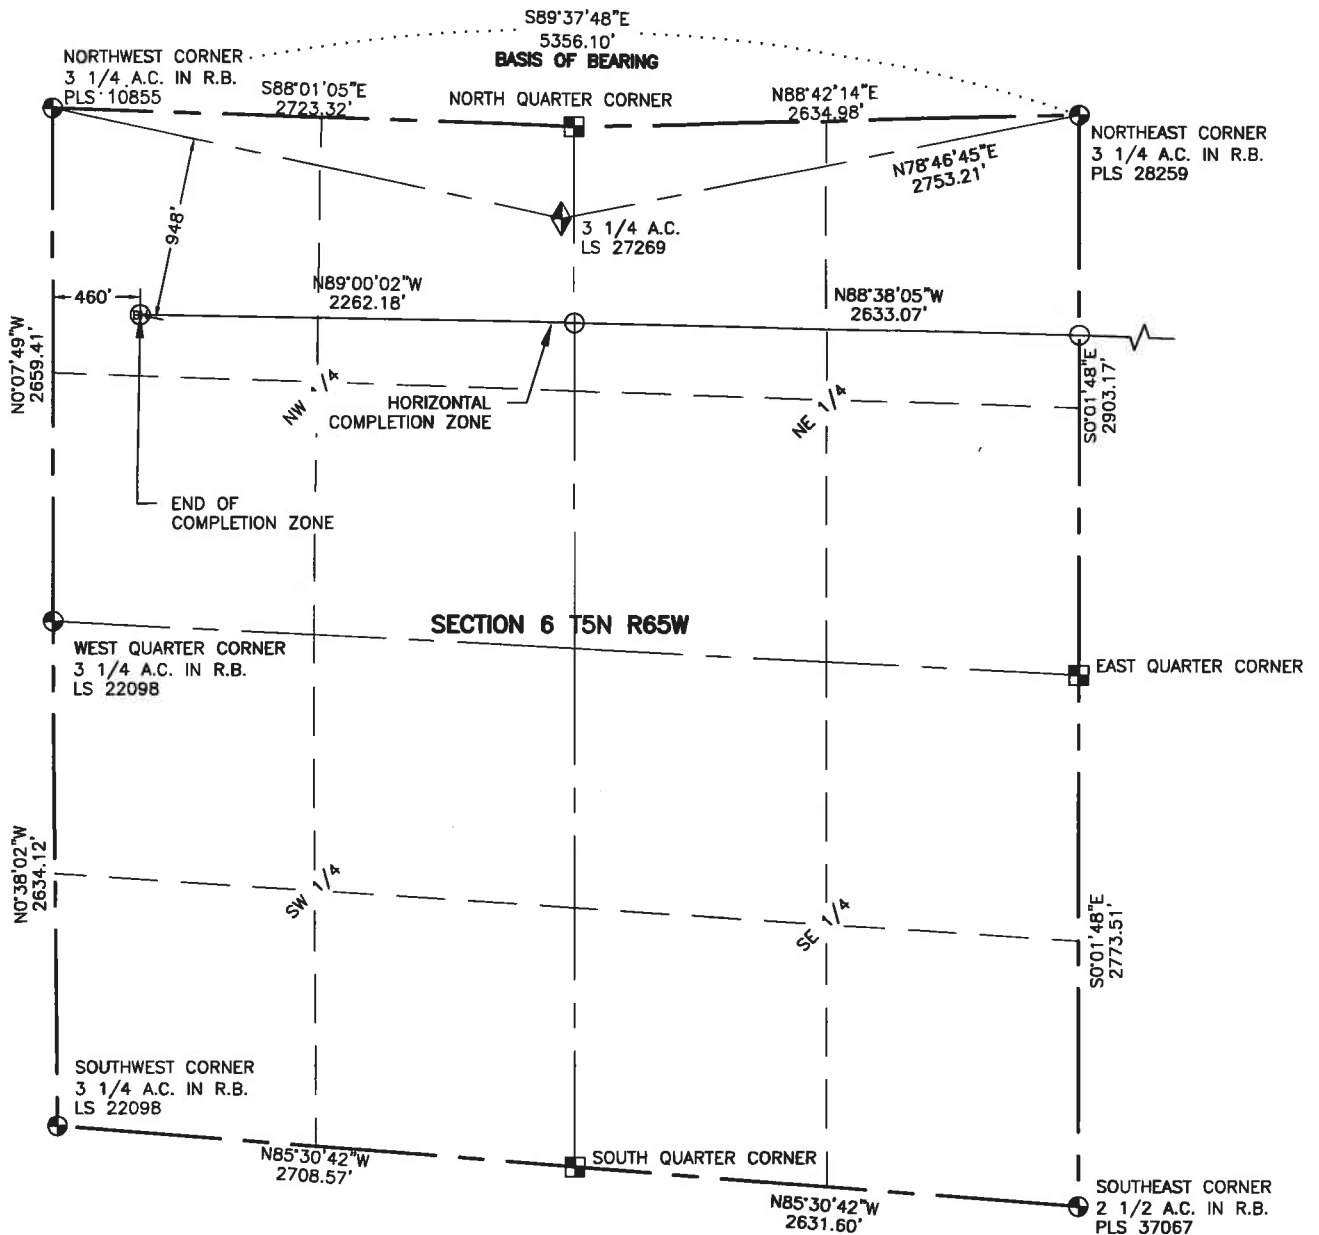 S89°37'48"E
5356.10'
BASIS OF BEARING
NORTHWEST CORNER
3 1/4 A.C. IN R.B.
PLS 10855
S88°01'05"E
2723.32'
NORTH QUARTER CORNER
N88°42'14"E
2634.98'
NORTHEAST CORNER
3 1/4 A.C. IN R.B.
PLS 28259
N78°46'45"E
2753.21'
3 1/4 A.C.
LS 27269
948'
460'
B
N89°00'02"W
2262.18'
N88°38'05"W
2633.07'
N0°07'49"W
2659.41'
S0°01'48"E
2903.17'
NW 1/4
HORIZONTAL
COMPLETION ZONE
NE 1/4
END OF
COMPLETION ZONE
SECTION 6 T5N R65W
WEST QUARTER CORNER
3 1/4 A.C. IN R.B.
LS 22098
EAST QUARTER CORNER
N0°38'02"W
2634.12'
SW 1/4
SE 1/4
S0°01'48"E
2773.51'
SOUTHWEST CORNER
3 1/4 A.C. IN R.B.
LS 22098
N85°30'42"W
2708.57'
SOUTH QUARTER CORNER
N85°30'42"W
2631.60'
SOUTHEAST CORNER
2 1/2 A.C. IN R.B.
PLS 37067